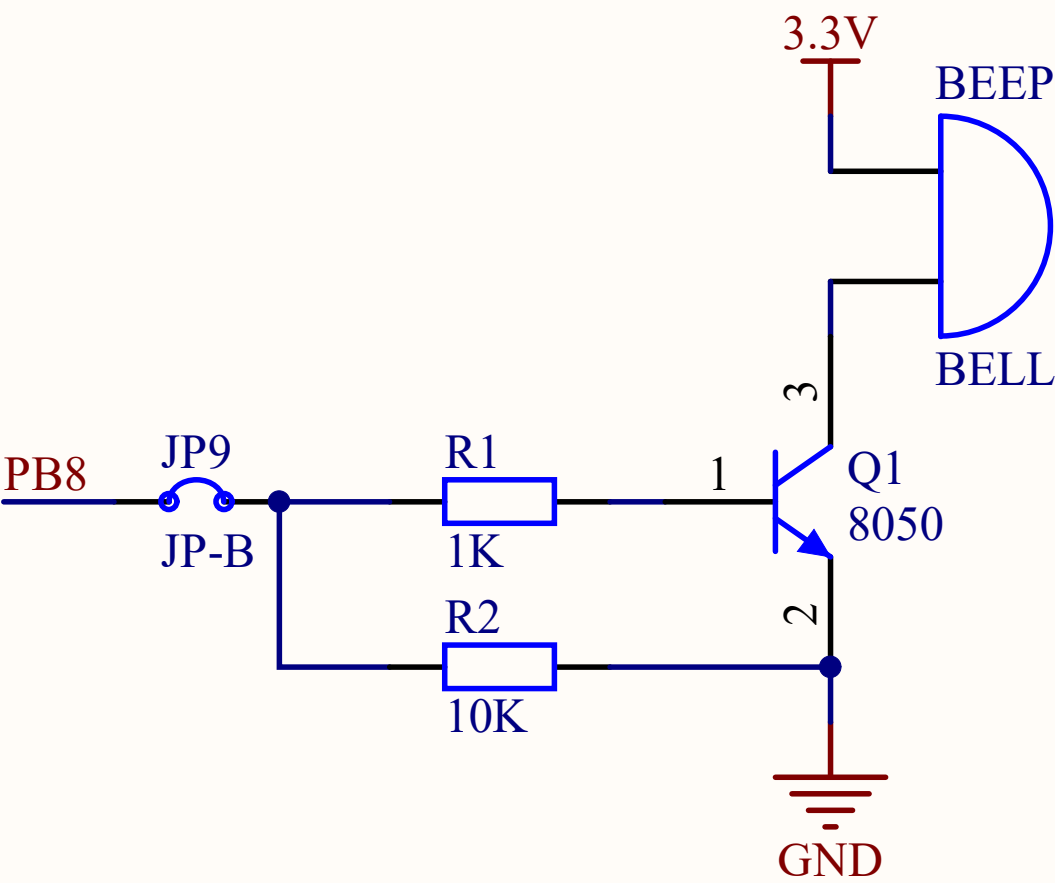 3.3V
BEEP
BELL
3
JP9
PB8
JP-B
R1
1K
1
Q1
8050
R2
10K
2
GND